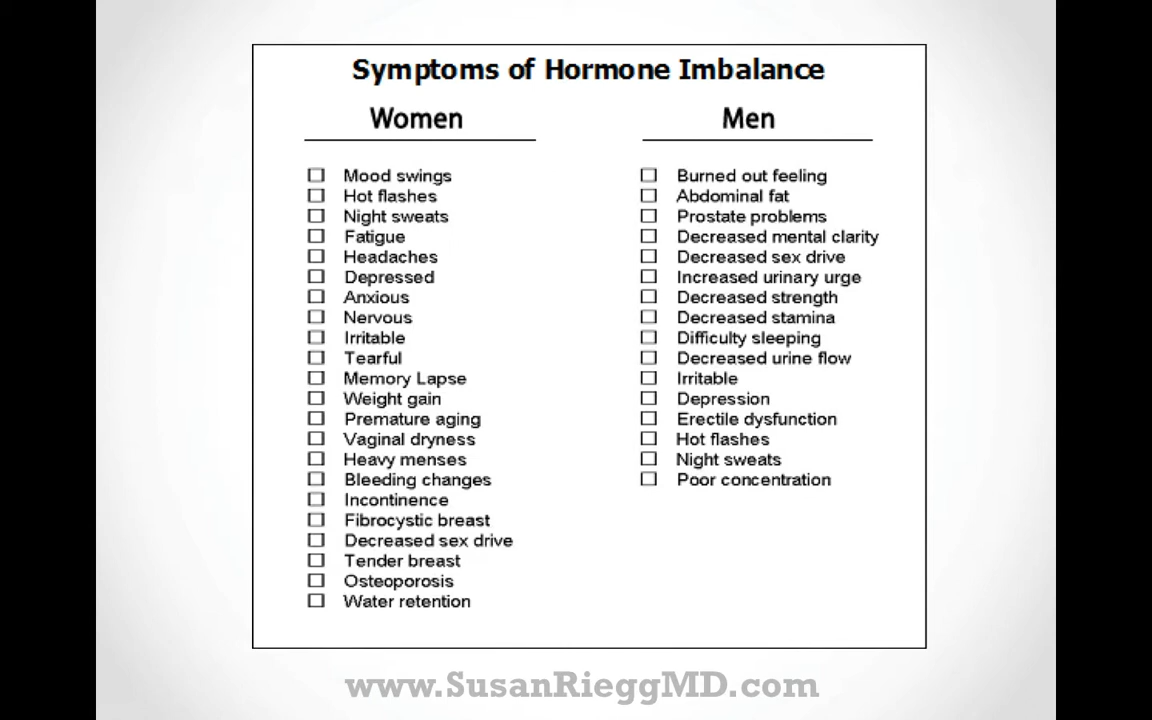 Symptoms of Hormone Imbalance
Women
Mood swings
Hot flashes
Night sweats
Fatigue
Headaches
Depressed
Anxious
Nervous
Irritable
Tearful
Memory Lapse
Weight gain
Premature aging
Vaginal dryness
Heavy menses
Bleeding changes
Incontinence
Fibrocystic breast
Decreased sex drive
Tender breast
Osteoporosis
Water retention
Men
Burned out feeling
Abdominal fat
Prostate problems
Decreased mental clarity
Decreased sex drive
Increased urinary urge
Decreased strength
Decreased stamina
Difficulty sleeping
Decreased urine flow
Irritable
Depression
Erectile dysfunction
Hot flashes
Night sweats
Poor concentration
www.SusanRieggMD.com